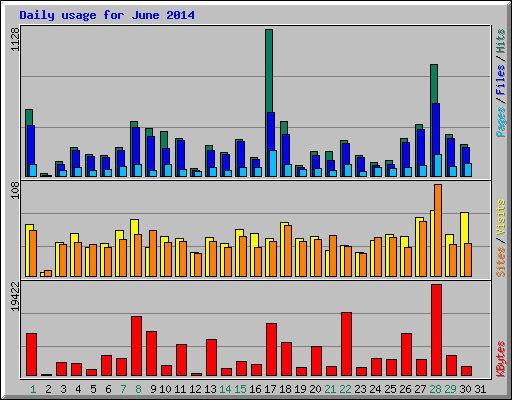 Daily usage for June 2014
1128
Pages / Files / Hits
108
Sites / Visits
19422
KBytes
1 2 3 4 5 6 7 8 9 10 11 12 13 14 15 16 17 18 19 20 21 22 23 24 25 26 27 28 29 30 31